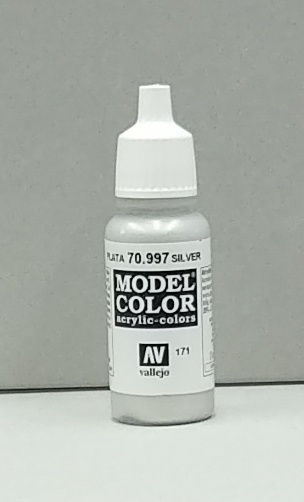 PLATA 70.997 SILVER
MODEL
COLOR
acrylic-colors
AV 171
vallejo